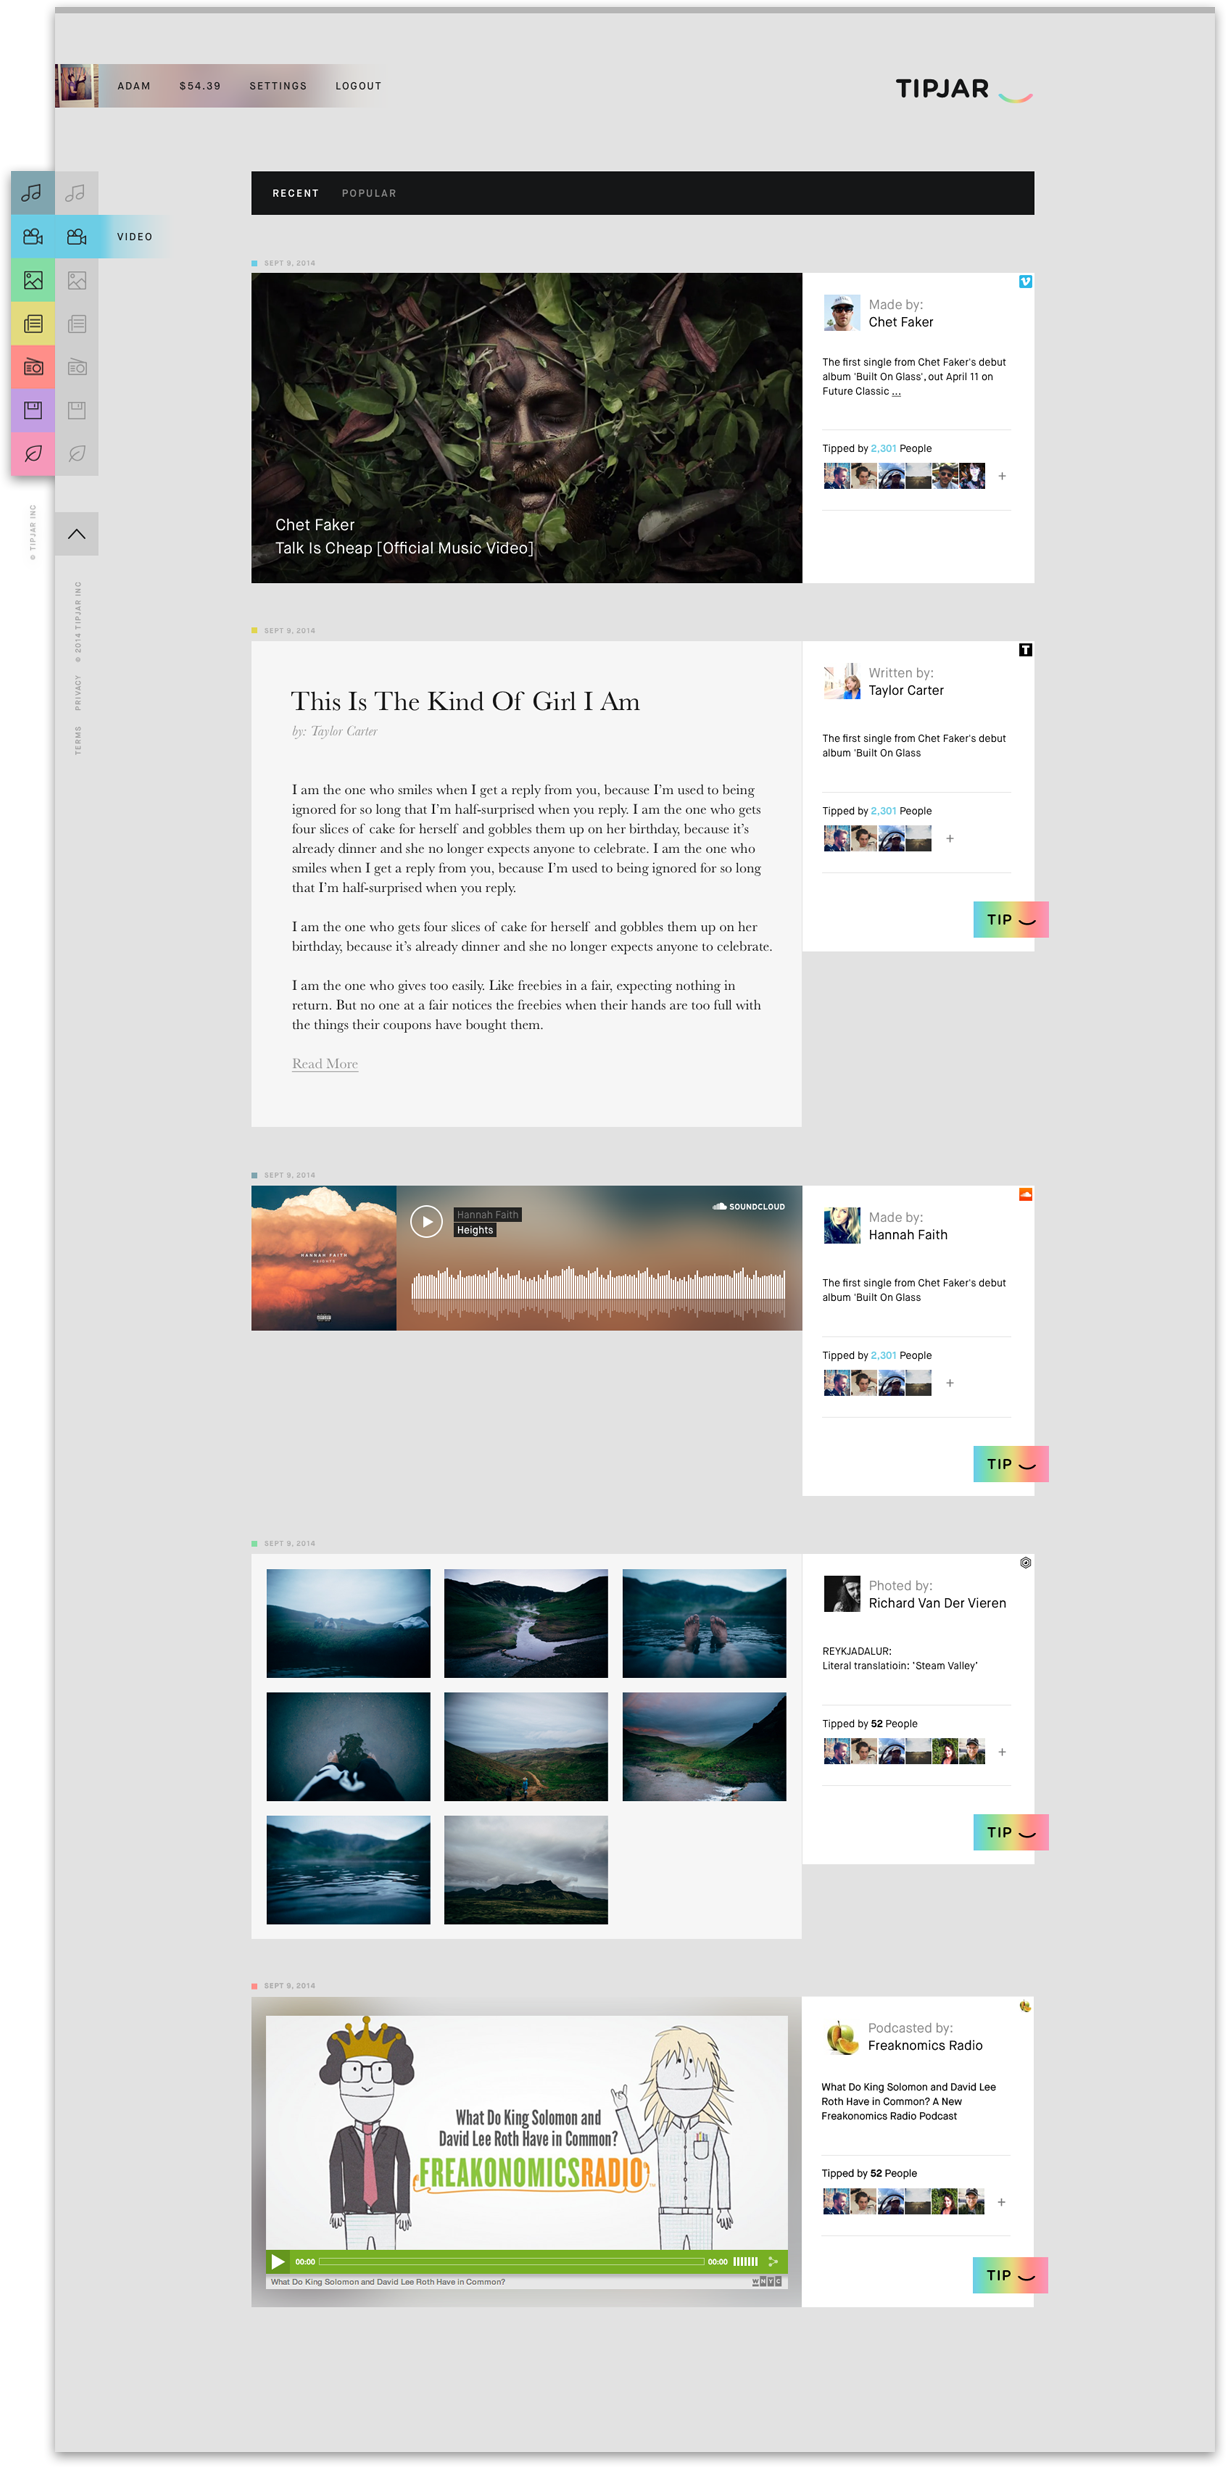 ADAM
$54.39
SETTINGS
LOGOUT
TIPJAR
RECENT
POPULAR
VIDEO
© TIPJAR INC
TERMS PRIVACY © 2014 TIPJAR INC
SEPT 9, 2014
Chet Faker
Talk Is Cheap [Official Music Video]
Made by:
Chet Faker
The first single from Chet Faker's debut
album 'Built On Glass', out April 11 on
Future Classic ...
Tipped by 2,301 People
+
SEPT 9, 2014
This Is The Kind Of Girl I Am
by: Taylor Carter
I am the one who smiles when I get a reply from you, because I'm used to being
ignored for so long that I'm half-surprised when you reply. I am the one who gets
four slices of cake for herself and gobbles them up on her birthday, because it's
already dinner and she no longer expects anyone to celebrate. I am the one who
smiles when I get a reply from you, because I'm used to being ignored for so long
that I'm half-surprised when you reply.
I am the one who gets four slices of cake for herself and gobbles them up on her
birthday, because it's already dinner and she no longer expects anyone to celebrate.
I am the one who gives too easily. Like freebies in a fair, expecting nothing in
return. But no one at a fair notices the freebies when their hands are too full with
the things their coupons have bought them.
Read More
T
Written by:
Taylor Carter
The first single from Chet Faker's debut
album 'Built On Glass
Tipped by 2,301 People
+
TIP
SEPT 9, 2014
HANNAH FAITH
HEIGHTS
Hannah Faith
Heights
SOUNDCLOUD
Made by:
Hannah Faith
The first single from Chet Faker's debut
album 'Built On Glass
Tipped by 2,301 People
+
TIP
SEPT 9, 2014
Photed by:
Richard Van Der Vieren
REYKJADALUR:
Literal translatioin: 'Steam Valley'
Tipped by 52 People
+
TIP
SEPT 9, 2014
What Do King Solomon and
David Lee Roth Have in Common?
FREAKONOMICSRADIO
00:00
00:00
What Do King Solomon and David Lee Roth Have in Common?
WNYC
Podcasted by:
Freaknomics Radio
What Do King Solomon and David Lee
Roth Have in Common? A New
Freakonomics Radio Podcast
Tipped by 52 People
+
TIP